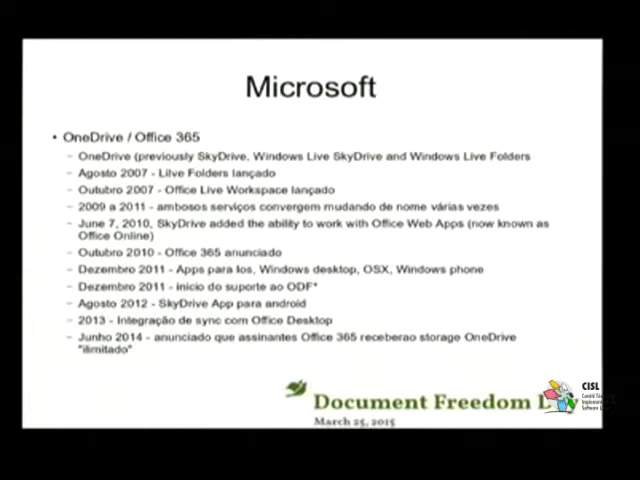 Microsoft
• OneDrive / Office 365
– OneDrive (previously SkyDrive, Windows Live SkyDrive and Windows Live Folders
– Agosto 2007 - Lilve Folders lançado
– Outubro 2007 - Office Live Workspace lançado
– 2009 a 2011 - ambosos serviços convergem mudando de nome várias vezes
– June 7, 2010, SkyDrive added the ability to work with Office Web Apps (now known as
Office Online)
– Outubro 2010 - Office 365 anunciado
– Dezembro 2011 - Apps para Ios, Windows desktop, OSX, Windows phone
– Dezembro 2011 - inicio do suporte ao ODF*
– Agosto 2012 - SkyDrive App para android
– 2013 - Integração de sync com Office Desktop
– Junho 2014 - anunciado que assinantes Office 365 receberao storage OneDrive
"ilimitado"
Document Freedom
March 25, 2015
CISL